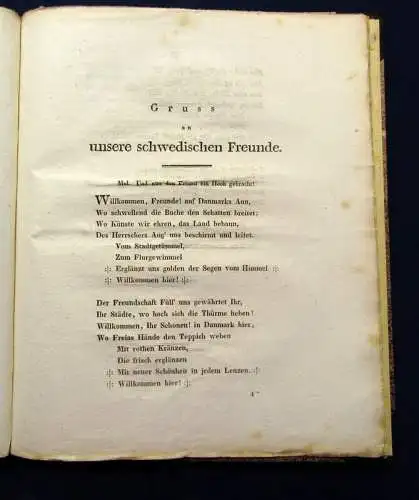 Gruss
an
unsere schwedischen Freunde.
Mel. Und nun den Freund ein Hoch gebracht!
Willkommen, Freunde! auf Danmarks Aun,
Wo schwellend die Buche den Schatten breitet;
Wo Künste wir ehren, das Land bebaun,
Des Herrschers Aug' uns beschirmt und leitet.
Vom Stadtgetümmel,
Zum Flurgewimmel
:|: Erglänzt uns golden der Segen vom Himmel :|:
:|: Willkommen hier! :|:
Der Freundschaft Füll' uns gewährtet Ihr,
Ihr Städte, wo hoch sich die Thürme heben!
Willkommen, Ihr Schonen! in Danmark hier,
Wo Freias Hände den Teppich weben
Mit rothen Kränzen,
Die frisch erglänzen
:|: Mit neuer Schönheit in jedem Lenzen. :|:
:|: Willkommen hier! :|: